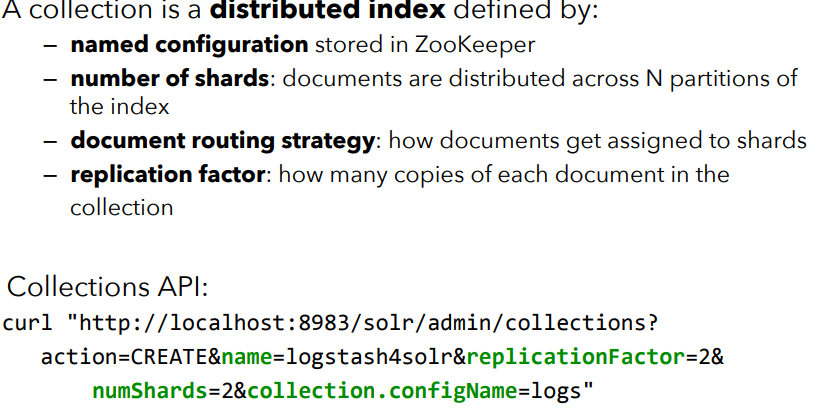 A collection is a distributed index defined by:
– named configuration stored in ZooKeeper
– number of shards: documents are distributed across N partitions of
the index
– document routing strategy: how documents get assigned to shards
– replication factor: how many copies of each document in the
collection
Collections API:
curl "http://localhost:8983/solr/admin/collections?
action=CREATE&name=logstash4solr&replicationFactor=2&
numShards=2&collection.configName=logs"